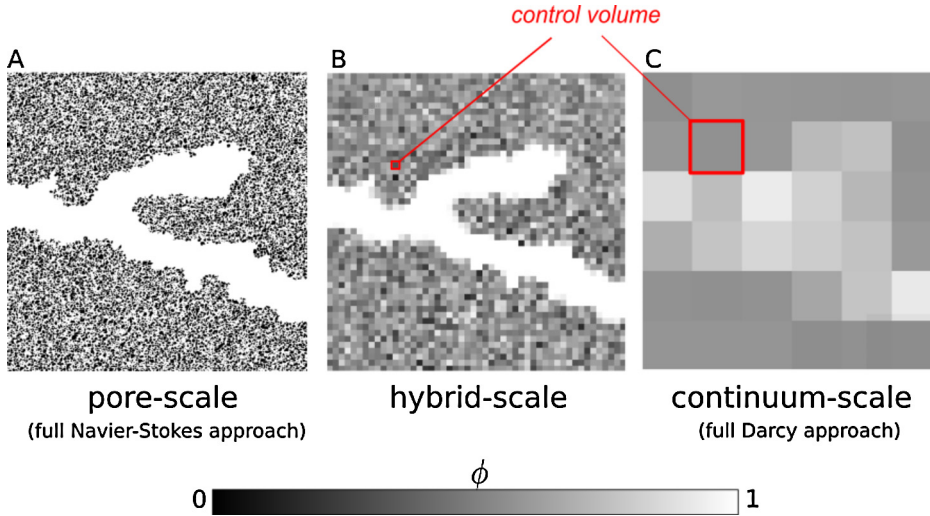 control volume
A
B
C
pore-scale
(full Navier-Stokes approach)
hybrid-scale
continuum-scale
(full Darcy approach)
ϕ
0
1